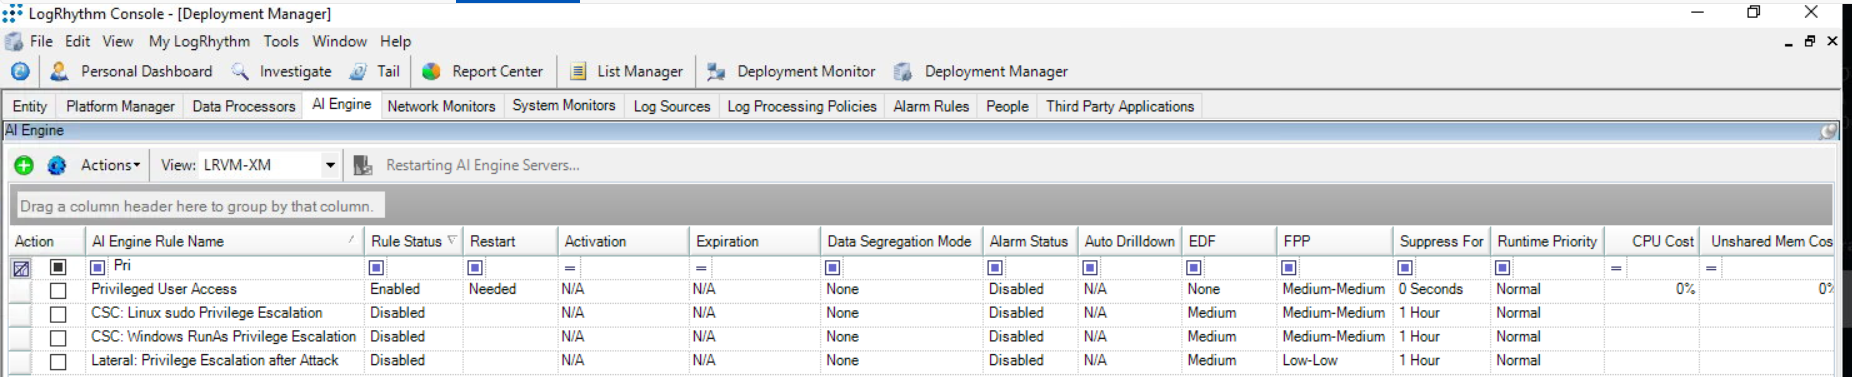 LogRhythm Console - [Deployment Manager]
File Edit View My LogRhythm Tools Window Help
Personal Dashboard Investigate Tail Report Center List Manager Deployment Monitor Deployment Manager
Entity Platform Manager Data Processors AI Engine Network Monitors System Monitors Log Sources Log Processing Policies Alarm Rules People Third Party Applications
AI Engine
Actions View: LRVM-XM Restarting AI Engine Servers...
Drag a column header here to group by that column.
Action AI Engine Rule Name Rule Status Restart Activation Expiration Data Segregation Mode Alarm Status Auto Drilldown EDF FPP Suppress For Runtime Priority CPU Cost Unshared Mem Cos
Pri = = = =
Privileged User Access Enabled Needed N/A N/A None Disabled N/A None Medium-Medium 0 Seconds Normal 0% 0%
CSC: Linux sudo Privilege Escalation Disabled N/A N/A None Disabled N/A Medium Medium-Medium 1 Hour Normal
CSC: Windows RunAs Privilege Escalation Disabled N/A N/A None Disabled N/A Medium Medium-Medium 1 Hour Normal
Lateral: Privilege Escalation after Attack Disabled N/A N/A None Disabled N/A Medium Low-Low 1 Hour Normal